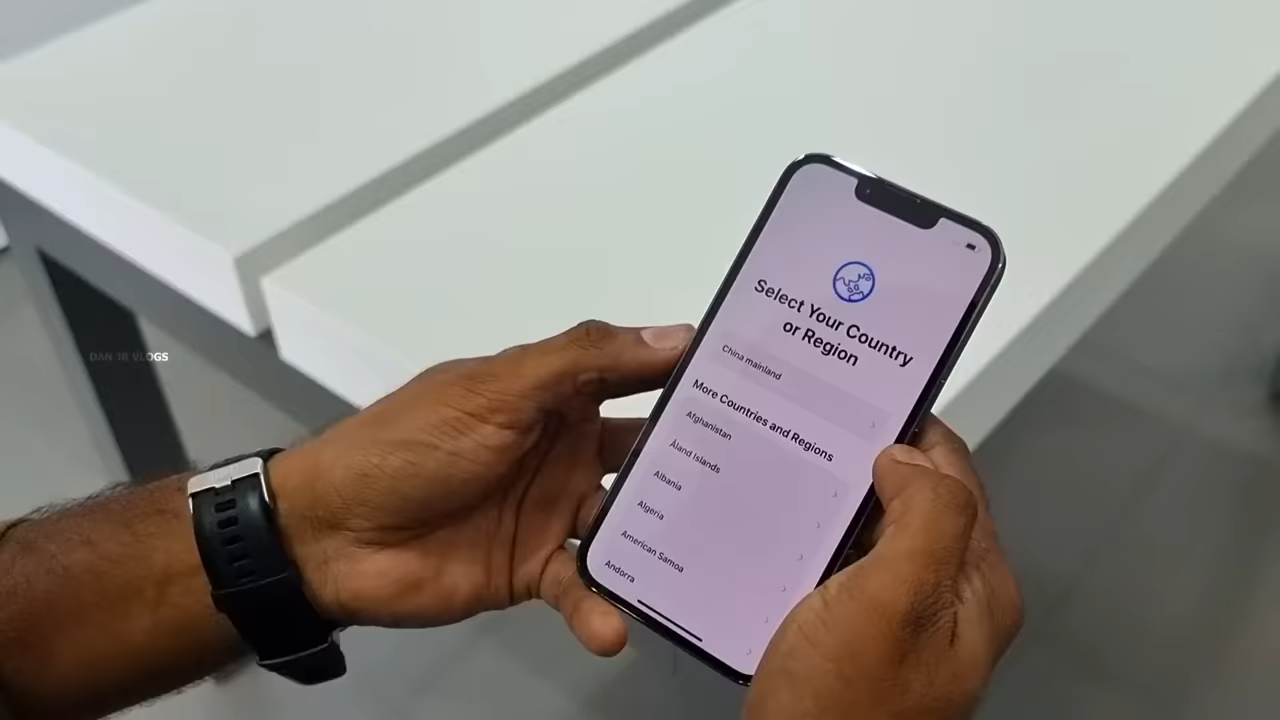 Select Your Country
or Region
China mainland
More Countries and Regions
Afghanistan
Åland Islands
Albania
Algeria
American Samoa
Andorra
DAN 18 VLOGS